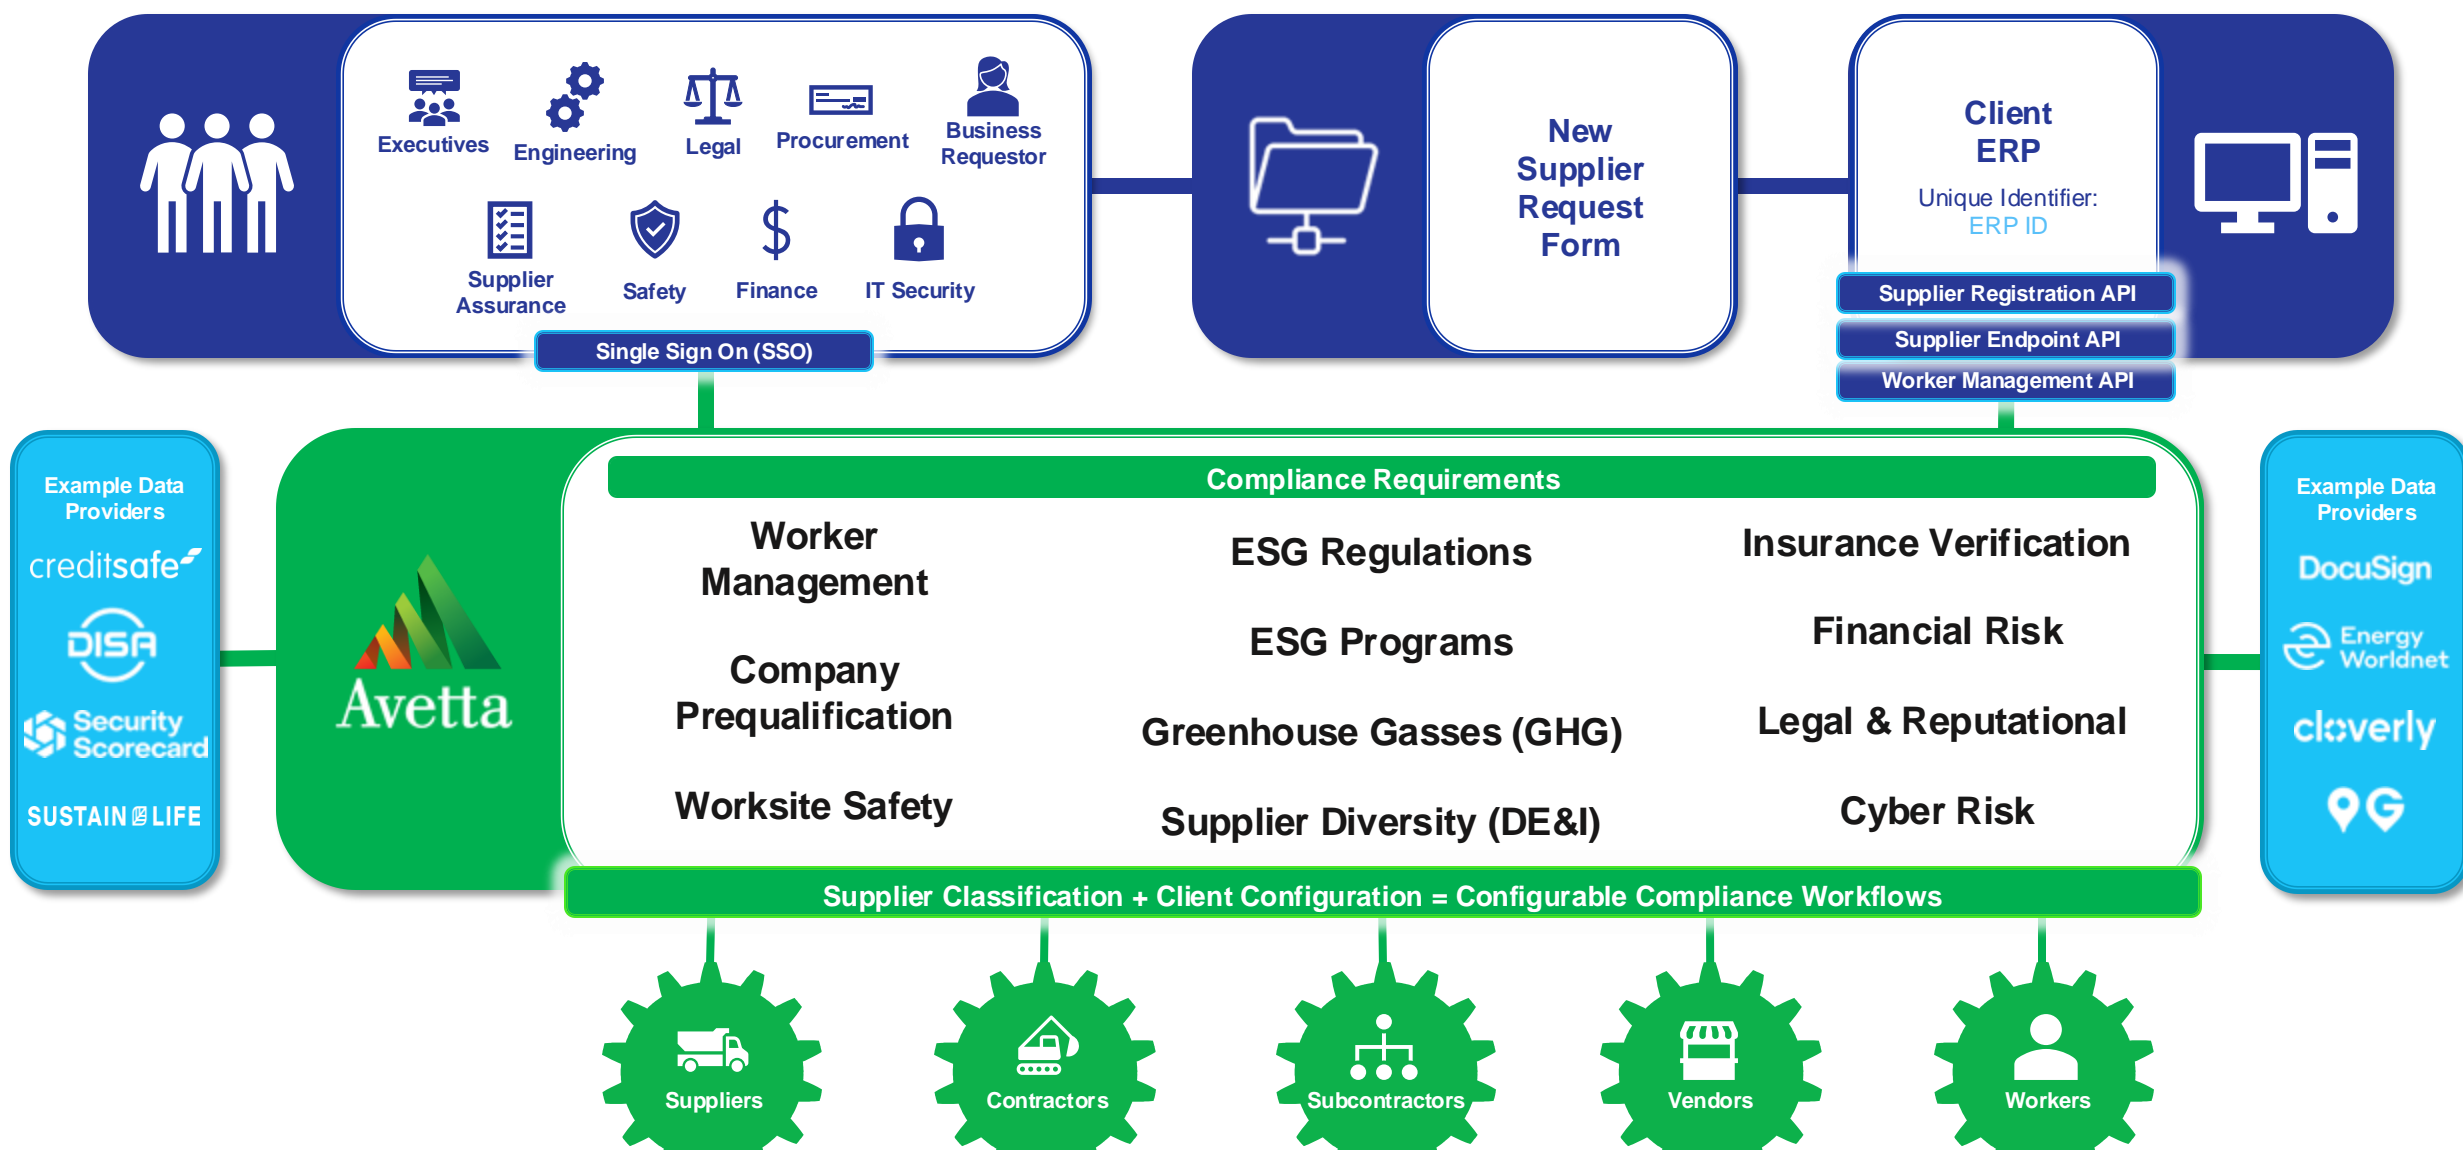 Executives
Engineering
Legal
Procurement
Business
Requestor
Supplier
Assurance
Safety
Finance
IT Security
Single Sign On (SSO)
New
Supplier
Request
Form
Client
ERP
Unique Identifier:
ERP ID
Supplier Registration API
Supplier Endpoint API
Worker Management API
Example Data
Providers
creditsafe
DISA
Security
Scorecard
SUSTAIN LIFE
Avetta
Compliance Requirements
Worker
Management
Company
Prequalification
Worksite Safety
ESG Regulations
ESG Programs
Greenhouse Gasses (GHG)
Supplier Diversity (DE&I)
Insurance Verification
Financial Risk
Legal & Reputational
Cyber Risk
Example Data
Providers
DocuSign
Energy
Worldnet
cloverly
G
Supplier Classification + Client Configuration = Configurable Compliance Workflows
Suppliers
Contractors
Subcontractors
Vendors
Workers